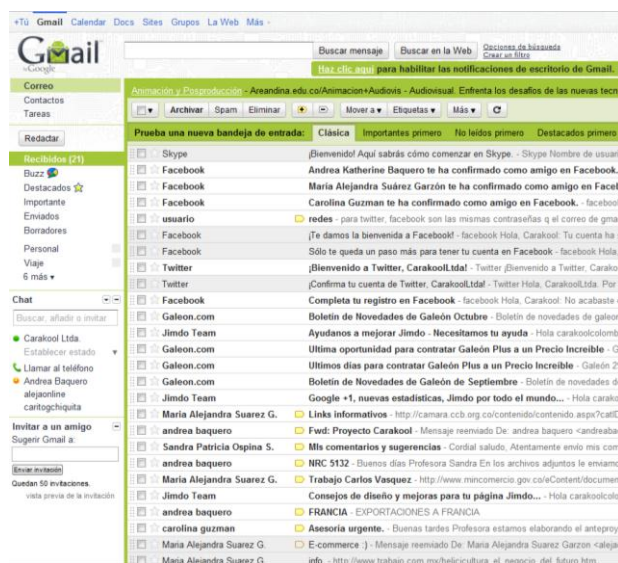 +Tú Gmail Calendar Docs Sites Grupos La Web Más
Gmail
Google
Buscar mensaje Buscar en la Web Opciones de búsqueda
Crear un filtro
Haz clic aquí para habilitar las notificaciones de escritorio de Gmail.
Correo
Contactos
Tareas
Redactar
Recibidos (21)
Buzz
Destacados
Importante
Enviados
Borradores
Personal
Viaje
6 más
Chat
Buscar, añadir o invitar
Carakool Ltda.
Establecer estado
Llamar al teléfono
Andrea Baquero
alejaonline
caritogchiquita
Invitar a un amigo
Sugerir Gmail a:
Enviar invitación
Quedan 50 invitaciones.
vista previa de la invitación
Animación y Posproducción - Areandina.edu.co/Animacion+Audiovis - Audiovisual. Enfrenta los desafíos de las nuevas
Archivar Spam Eliminar Mover a Etiquetas Más
Prueba una nueva bandeja de entrada: Clásica Importantes primero No leídos primero Destacados primero
Skype ¡Bienvenido! Aquí sabrás cómo comenzar en Skype. - Skype Nombre de
Facebook Andrea Katherine Baquero te ha confirmado como amigo en Facebook.
Facebook Maria Alejandra Suárez Garzón te ha confirmado como amigo en
Facebook Carolina Guzman te ha confirmado como amigo en Facebook. -
usuario redes - para twitter, facebook son las mismas contraseñas q el correo de
Facebook ¡Te damos la bienvenida a Facebook! - facebook Hola, Carakool: Tu cuenta ha
Facebook Sólo te queda un paso más para tener tu cuenta en Facebook - facebook Hola
Twitter ¡Bienvenido a Twitter, CarakoolLtda! - Twitter ¡Bienvenido a Twitter,
Twitter ¡Confirma tu cuenta de Twitter, CarakoolLtda! - Twitter Hola, CarakoolLtda. Por
Facebook Completa tu registro en Facebook - facebook Hola, Carakool: No acabaste
Galeon.com Boletín de Novedades de Galeón Octubre - Boletín de novedades de
Jimdo Team Ayudanos a mejorar Jimdo - Necesitamos tu ayuda - Hola
Galeon.com Ultima oportunidad para contratar Galeón Plus a un Precio Increible -
Galeon.com Ultimos días para contratar Galeón Plus a un Precio Increible - Galeón
Galeon.com Boletín de Novedades de Galeón de Septiembre - Boletín de novedades
Jimdo Team Google +1, nuevas estadísticas, Jimdo por todo el mundo... - Hola
Maria Alejandra Suarez G. Links informativos - http://camara.ccb.org.co/contenido/contenido.aspx?
andrea baquero Fwd: Proyecto Carakool - Mensaje reenviado De: andrea baquero
Sandra Patricia Ospina S. MIs comentarios y sugerencias - Cordial saludo, Atentamente envio mis
andrea baquero NRC 5132 - Buenos días Profesora Sandra En los archivos adjuntos le
Maria Alejandra Suarez G. Trabajo Carlos Vasquez - http://www.mincomercio.gov.co/eContent/
Jimdo Team Consejos de diseño y mejoras para tu página Jimdo... - Hola
andrea baquero FRANCIA - EXPORTACIONES A FRANCIA
carolina guzman Asesoria urgente. - Buenas tardes Profesora estamos elaborando el
Maria Alejandra Suarez G. E-commerce :) - Mensaje reenviado De: Maria Alejandra Suarez Garzon
Maria Alejandra Suarez G. info. - http://www.trabajo.com.mx/helicicultura_el_negocio_del_futuro.htm